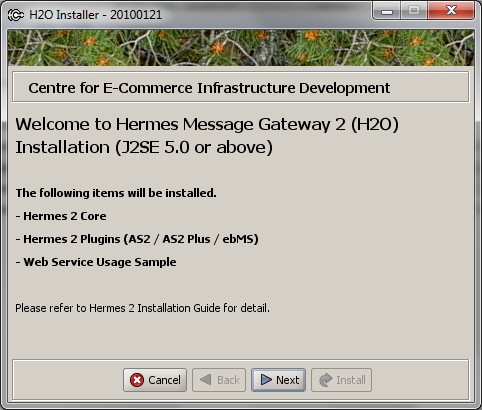 H2O Installer - 20100121
Centre for E-Commerce Infrastructure Development
Welcome to Hermes Message Gateway 2 (H2O)
Installation (J2SE 5.0 or above)
The following items will be installed.
- Hermes 2 Core
- Hermes 2 Plugins (AS2 / AS2 Plus / ebMS)
- Web Service Usage Sample
Please refer to Hermes 2 Installation Guide for detail.
Cancel Back Next Install